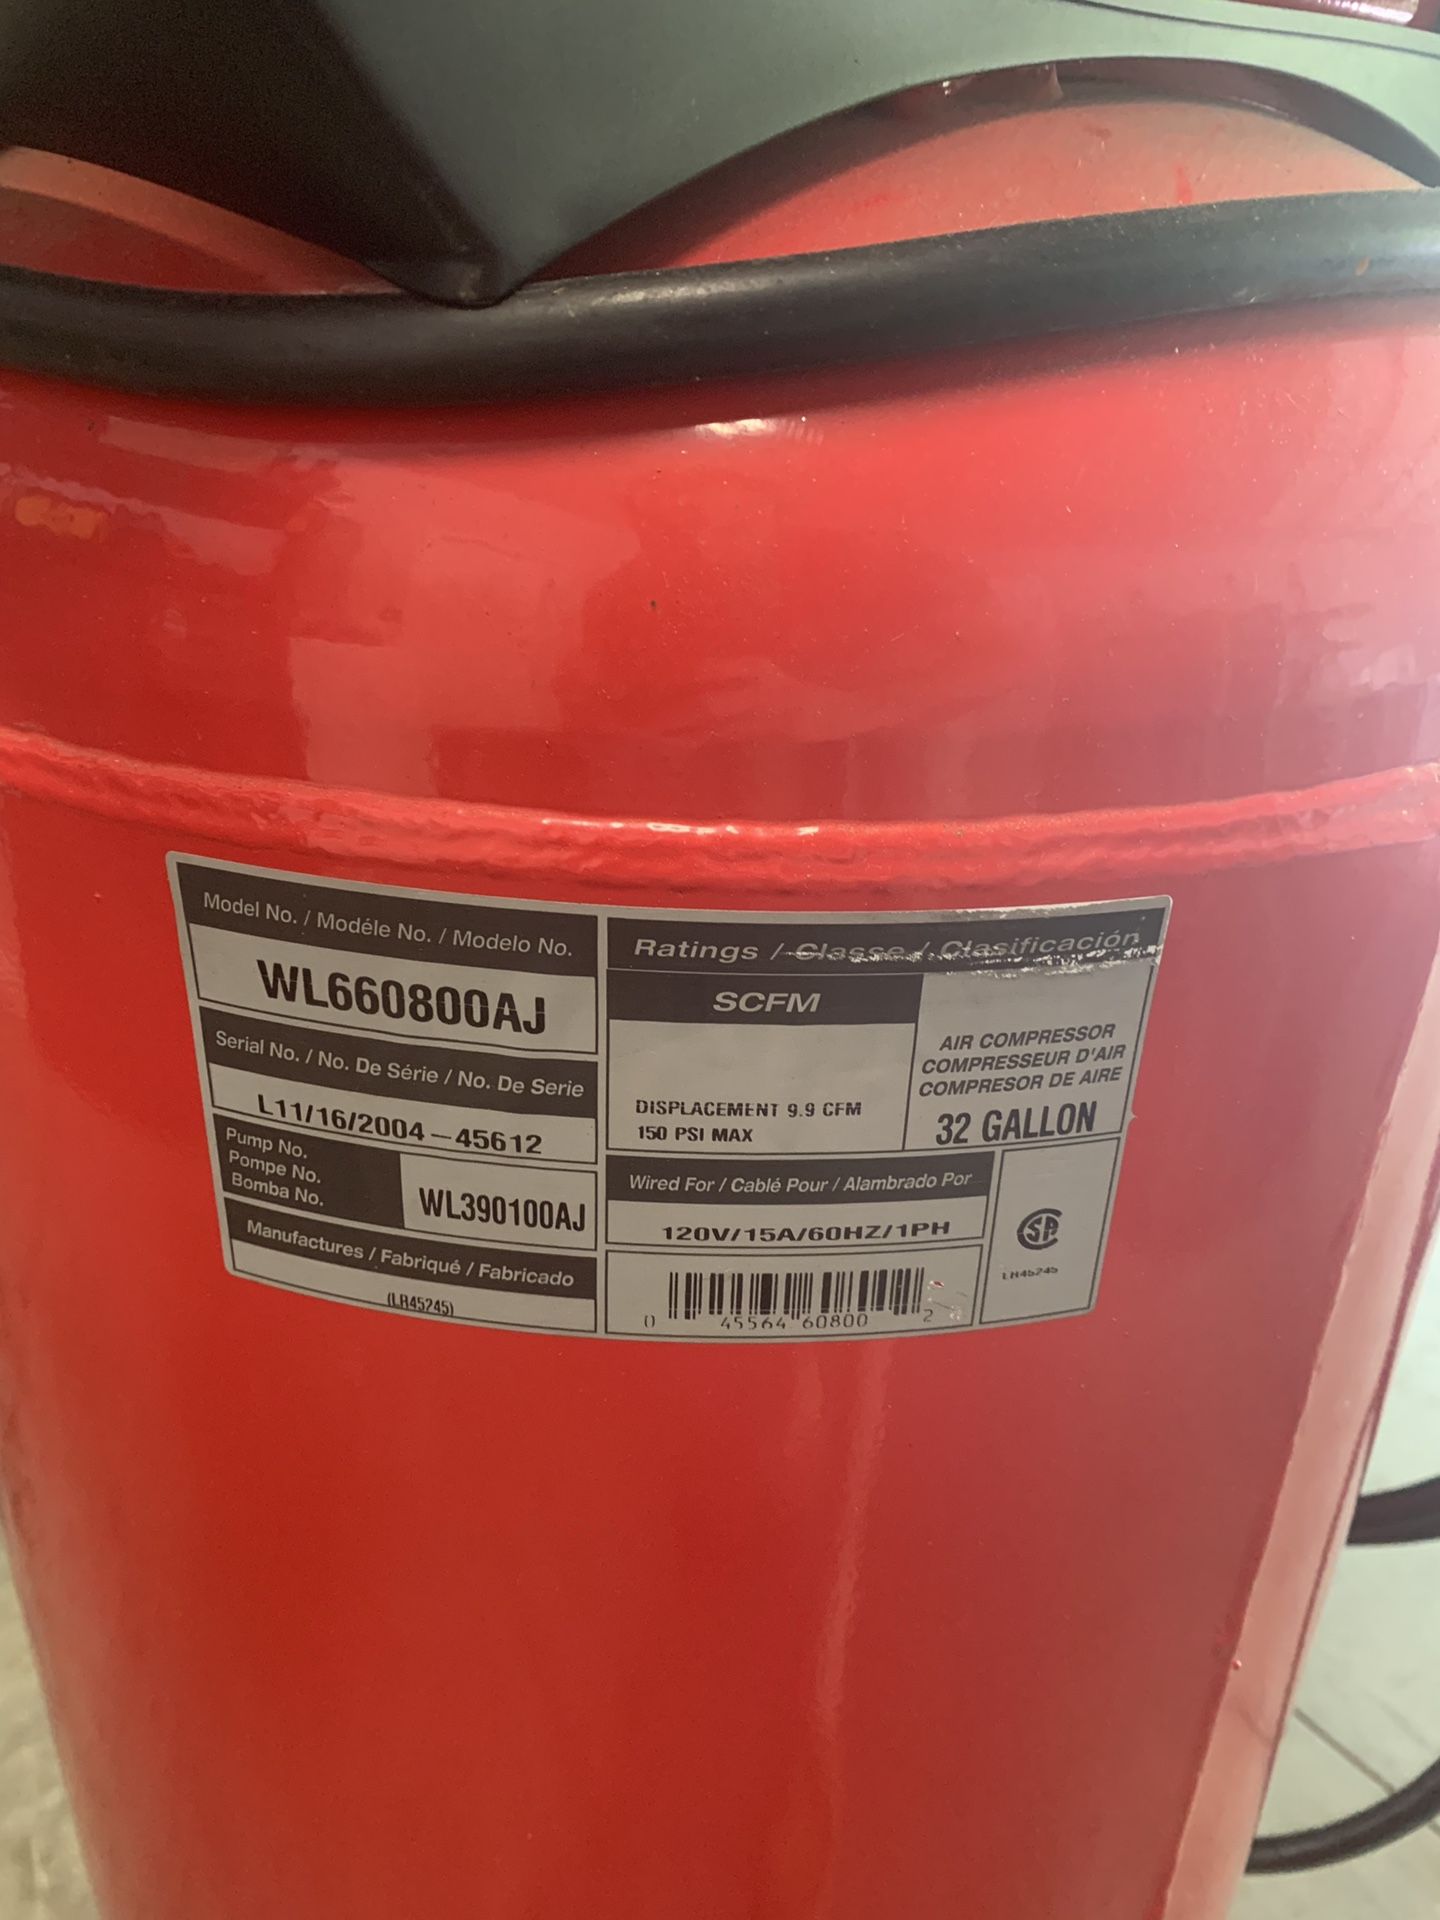 Model No. / Modéle No. / Modelo No.
WL660800AJ
Serial No. / No. De Série / No. De Serie
L11/16/2004-45612
Pump No.
Pompe No.
Bomba No.
WL390100AJ
Manufactures / Fabriqué / Fabricado
(LR45245)
Ratings / Classe / Clasificación
SCFM
DISPLACEMENT 9.9 CFM
150 PSI MAX
AIR COMPRESSOR
COMPRESSEUR D'AIR
COMPRESOR DE AIRE
32 GALLON
Wired For / Cablé Pour / Alambrado Por
120V/15A/60HZ/1PH
0 45564 60800 2
SA
LR45245